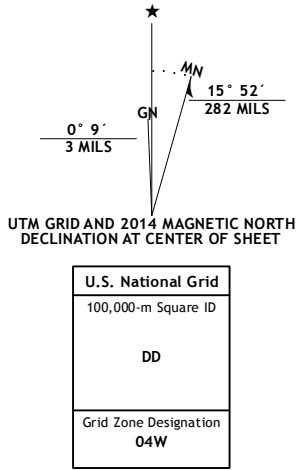 ★
MN
GN
15° 52´
282 MILS
0° 9´
3 MILS
UTM GRID AND 2014 MAGNETIC NORTH
DECLINATION AT CENTER OF SHEET
U.S. National Grid
100,000-m Square ID
DD
Grid Zone Designation
04W